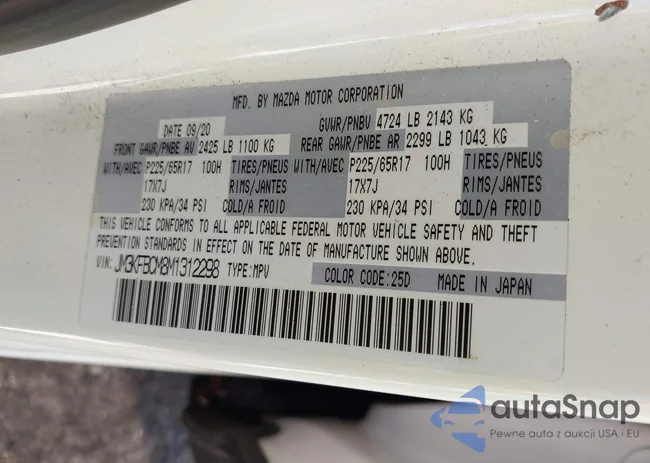 MFD. BY MAZDA MOTOR CORPORATION
DATE 09/20 GVWR/PNBV 4724 LB 2143 KG
FRONT GAWR/PNBE AV 2425 LB 1100 KG REAR GAWR/PNBE AR 2299 LB 1043 KG
WITH/AVEC P225/65R17 100H TIRES/PNEUS WITH/AVEC P225/65R17 100H TIRES/PNEUS
17X7J RIMS/JANTES 17X7J RIMS/JANTES
230 KPA/34 PSI COLD/A FROID 230 KPA/34 PSI COLD/A FROID
THIS VEHICLE CONFORMS TO ALL APPLICABLE FEDERAL MOTOR VEHICLE SAFETY AND THEFT
PREVENTION STANDARDS IN EFFECT ON THE DATE OF MANUFACTURE SHOWN ABOVE.
VIN: JM3KFBCM8M1312298 TYPE:MPV COLOR CODE:25D MADE IN JAPAN
autaSnap
Pewne auta z aukcji USA i EU